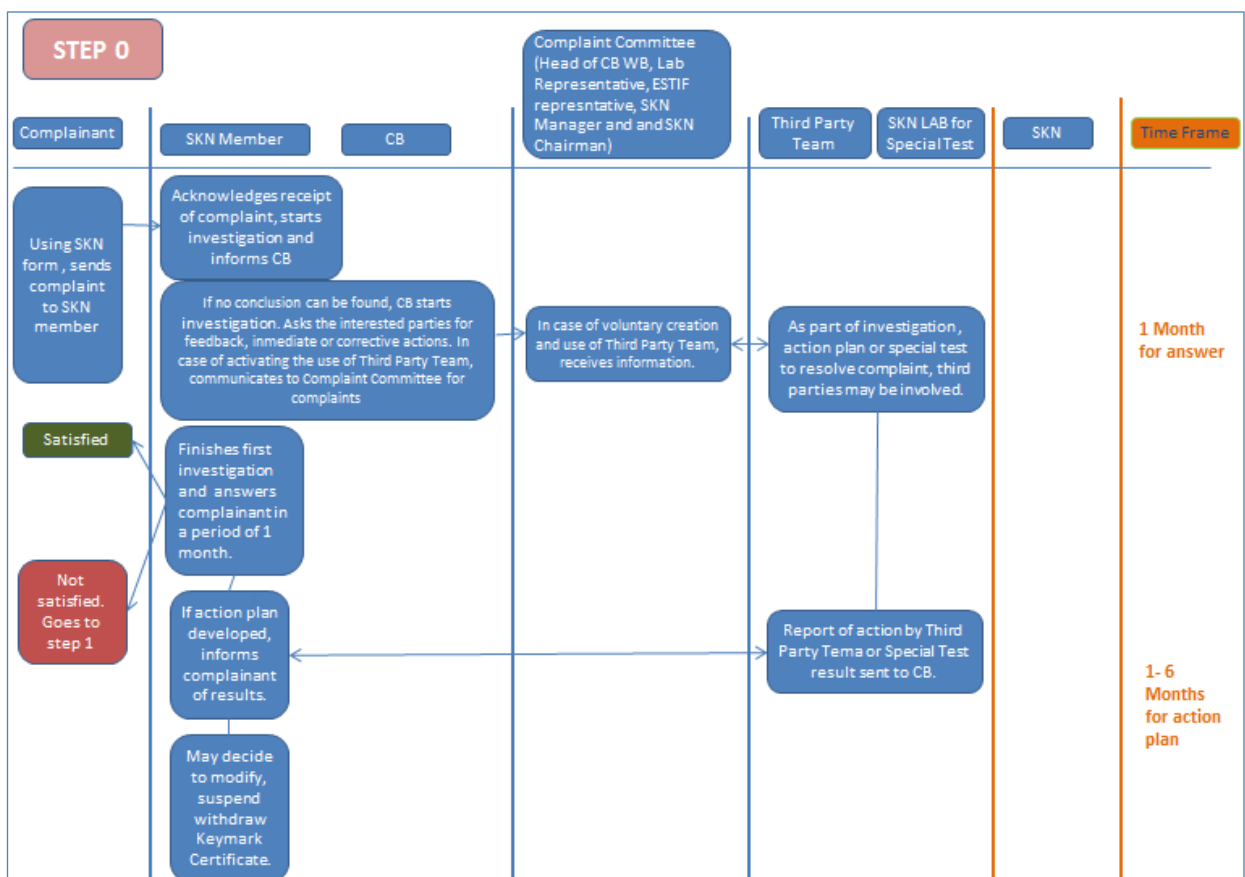 STEP 0
Complaint Committee
(Head of CB WB, Lab
Representative, ESTIF
represntative, SKN
Manager and and SKN
Chairman)
Complainant
SKN Member
CB
Third Party
Team
SKN LAB for
Special Test
SKN
Time Frame
Using SKN
form , sends
complaint
to SKN
member
Acknowledges receipt
of complaint, starts
investigation and
informs CB
If no conclusion can be found, CB starts
investigation. Asks the interested parties for
feedback, inmediate or corrective actions. In
case of activating the use of Third Party Team,
communicates to Complaint Committee for
complaints
In case of voluntary creation
and use of Third Party Team,
receives information.
As part of investigation ,
action plan or special test
to resolve complaint, third
parties may be involved.
1 Month
for answer
Satisfied
Finishes first
investigation
and answers
complainant in
a period of 1
month.
Not
satisfied.
Goes to
step 1
If action plan
developed,
informs
complainant
of results.
Report of action by Third
Party Tema or Special Test
result sent to CB.
1- 6
Months
for action
plan
May decide
to modify,
suspend
withdraw
Keymark
Certificate.